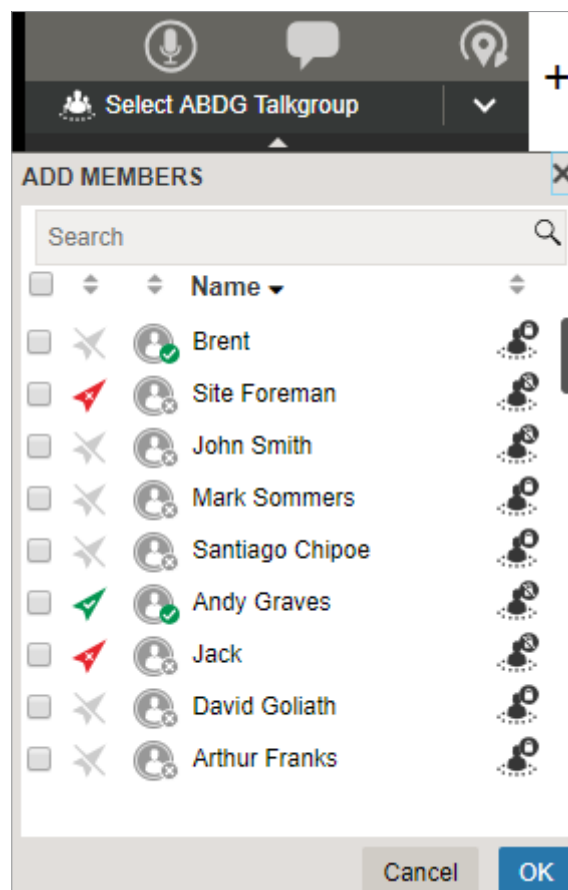 Select ABDG Talkgroup
ADD MEMBERS
Search
Name
Brent
Site Foreman
John Smith
Mark Sommers
Santiago Chipoe
Andy Graves
Jack
David Goliath
Arthur Franks
Cancel OK